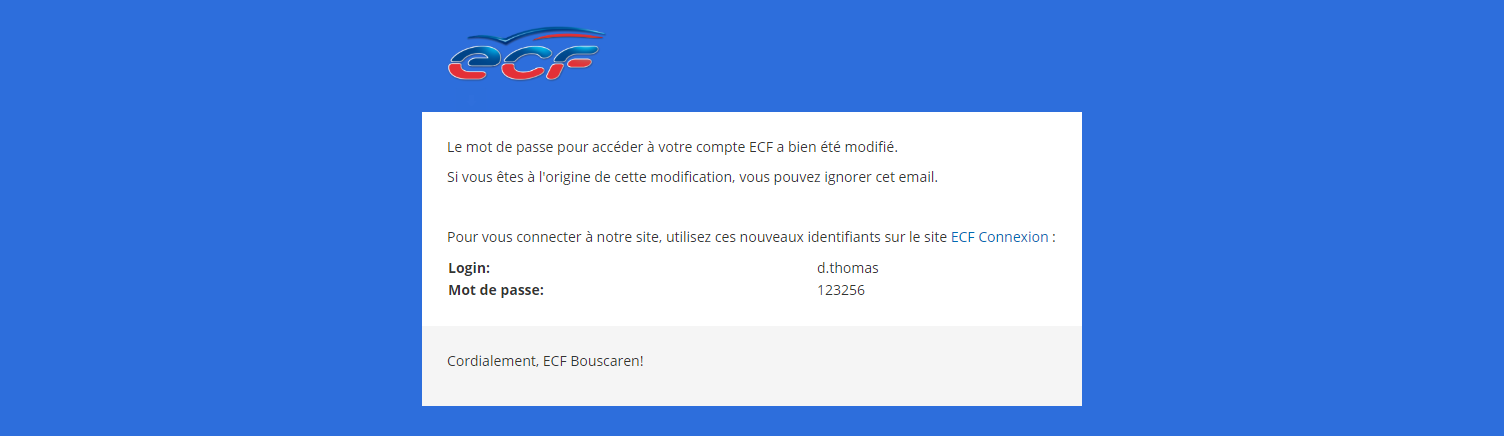 ecf
Le mot de passe pour accéder à votre compte ECF a bien été modifié.
Si vous êtes à l'origine de cette modification, vous pouvez ignorer cet email.
Pour vous connecter à notre site, utilisez ces nouveaux identifiants sur le site ECF Connexion :
Login: d.thomas
Mot de passe: 123256
Cordialement, ECF Bouscaren!